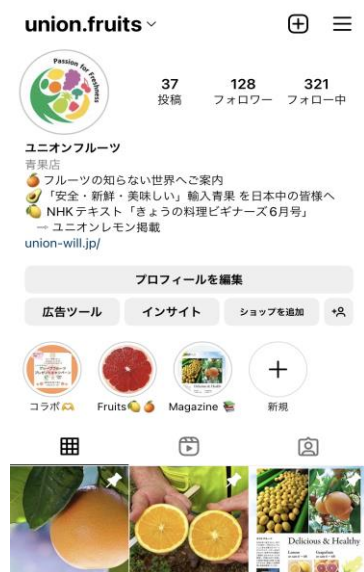 union.fruits
Passion for Freshness
37
投稿
128
フォロワー
321
フォロー中
ユニオンフルーツ
青果店
🍊 フルーツの知らない世界へご案内
🥑 「安全・新鮮・美味しい」輸入青果 を日本中の皆様へ
🍋 NHKテキスト「きょうの料理ビギナーズ6月号」
→ ユニオンレモン掲載
union-will.jp/
プロフィールを編集
広告ツール
インサイト
ショップを追加
コラボ
Fruits🍋🍊
Magazine 📚
新規
Delicious & Healthy
Lemon
Grapefruit